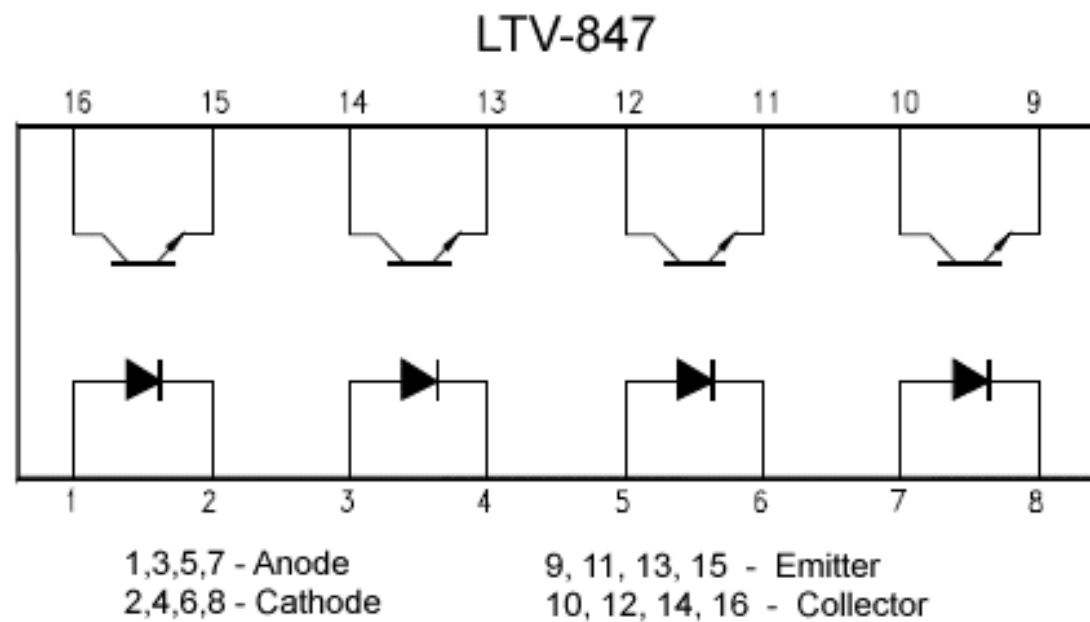 LTV-847
16 15 14 13 12 11 10 9
1 2 3 4 5 6 7 8
1,3,5,7 - Anode
2,4,6,8 - Cathode
9, 11, 13, 15 - Emitter
10, 12, 14, 16 - Collector